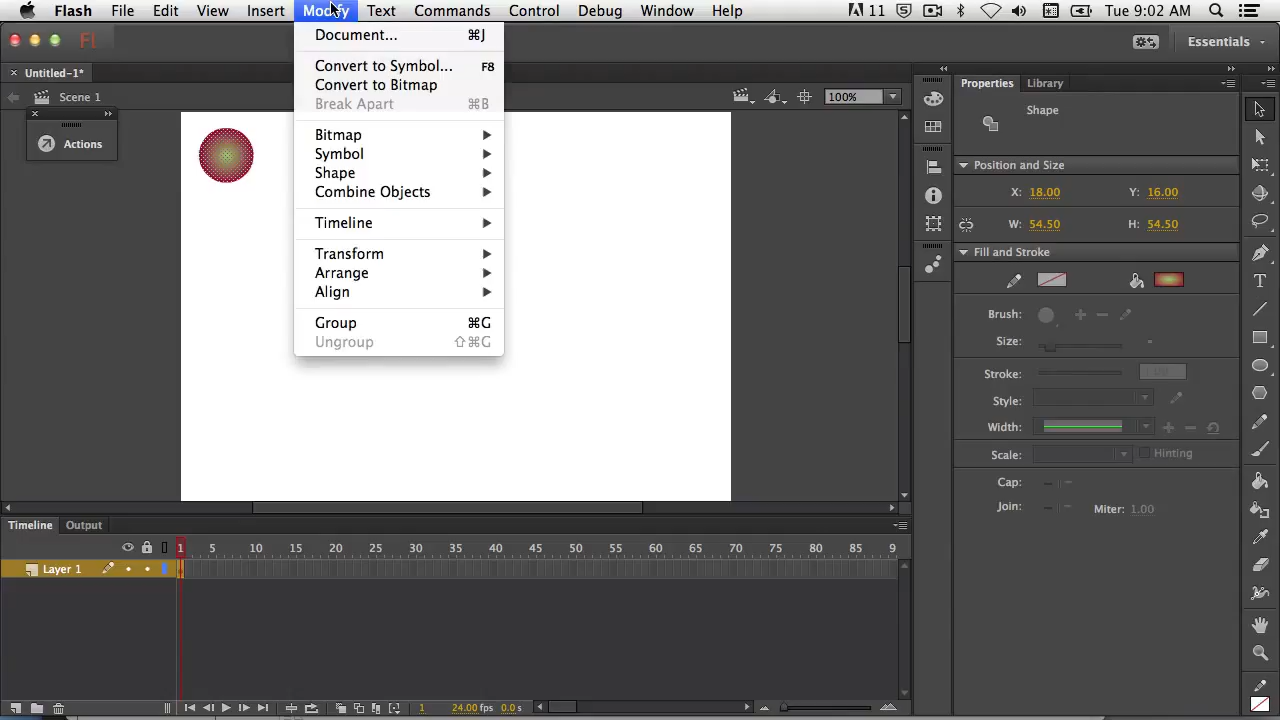 Flash File Edit View Insert Modify Text Commands Control Debug Window Help 11 Tue 9:02 AM
Fl Essentials
Untitled-1*
Scene 1 100%
Actions
Document... ⌘J
Convert to Symbol... F8
Convert to Bitmap
Break Apart ⌘B
Bitmap
Symbol
Shape
Combine Objects
Timeline
Transform
Arrange
Align
Group ⌘G
Ungroup ⇧⌘G
Properties Library
Shape
Position and Size
X: 18.00 Y: 16.00
W: 54.50 H: 54.50
Fill and Stroke
Brush:
Size: -
Stroke:
Style:
Width:
Scale: Hinting
Cap: -
Join: - Miter: 1.00
Timeline Output
1 5 10 15 20 25 30 35 40 45 50 55 60 65 70 75 80 85 9
Layer 1
1 24.00 fps 0.0 s